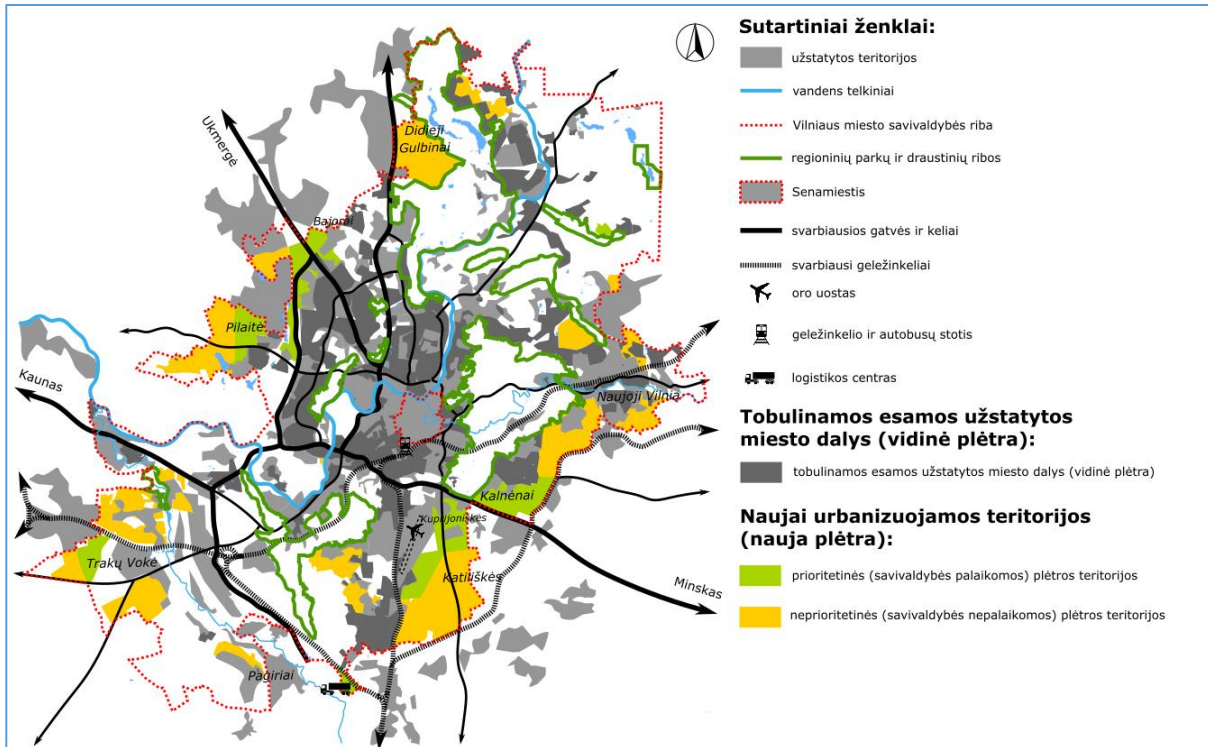 Sutartiniai ženklai:
užstatytos teritorijos
vandens telkiniai
Vilniaus miesto savivaldybės riba
regioninių parkų ir draustinių ribos
Senamiestis
svarbiausios gatvės ir keliai
svarbiausi geležinkeliai
oro uostas
geležinkelio ir autobusų stotis
logistikos centras
Tobulinamos esamos užstatytos
miesto dalys (vidinė plėtra):
tobulinamos esamos užstatytos miesto dalys (vidinė plėtra)
Naujai urbanizuojamos teritorijos
(nauja plėtra):
prioritetinės (savivaldybės palaikomos) plėtros teritorijos
neprioritetinės (savivaldybės nepalaikomos) plėtros teritorijos
Ukmergė
Didieji
Gulbinai
Bajorai
Pilaitė
Kaunas
Naujoji Vilnia
Kalnėnai
Kuprijoniškės
Katiliškės
Trakų Vokė
Minskas
Pagiriai